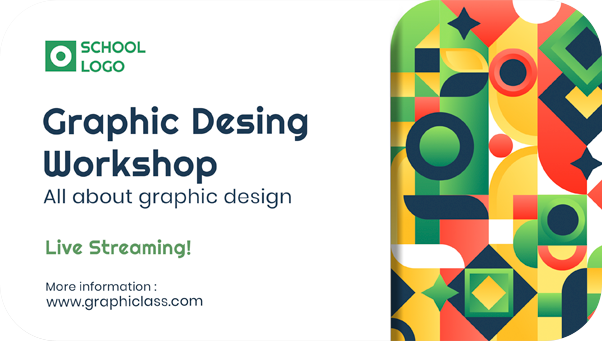 SCHOOL
LOGO
Graphic Desing
Workshop
All about graphic design
Live Streaming!
More information :
www.graphiclass.com